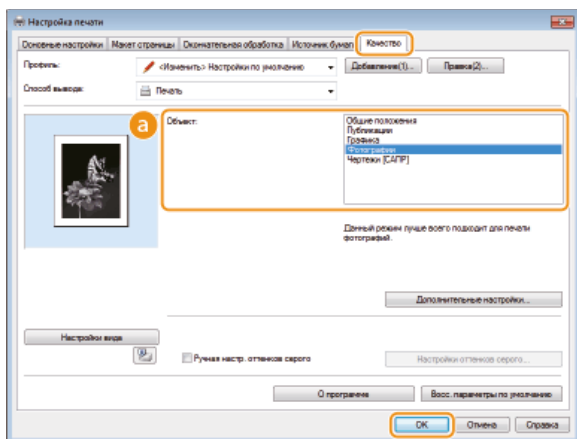 Настройка печати
Основные настройки Макет страницы Окончательная обработка Источник бумаги Качество
Профиль: <Изменить> Настройки по умолчанию Добавление(1)... Правка(2)...
Способ вывода: Печать
a Объект: Общие положения
Публикации
Графика
Фотографии
Чертежи [САПР]
Данный режим лучше всего подходит для печати
фотографий.
Дополнительные настройки...
Настройки вида
Ручная настр. оттенков серого Настройки оттенков серого...
О программе Восс. параметры по умолчанию
OK Отмена Справка